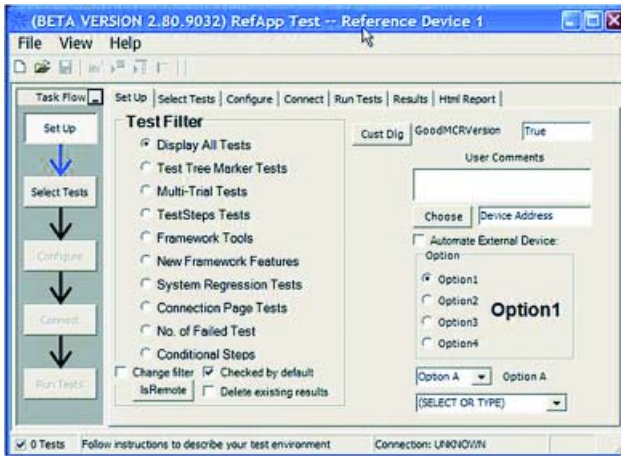 (BETA VERSION 2.80.9032) RefApp Test -- Reference Device 1
File View Help
Task Flow
Set Up
Select Tests
Configure
Connect
Run Tests
Set Up Select Tests Configure Connect Run Tests Results Html Report
Test Filter
Display All Tests
Test Tree Marker Tests
Multi-Trial Tests
TestSteps Tests
Framework Tools
New Framework Features
System Regression Tests
Connection Page Tests
No. of Failed Test
Conditional Steps
Change filter Checked by default
IsRemote Delete existing results
Cust Dlg GoodMCRVersion True
User Comments
Choose Device Address
Automate External Device:
Option
Option1
Option2
Option3
Option4
Option1
Option A Option A
(SELECT OR TYPE)
0 Tests Follow instructions to describe your test environment Connection: UNKNOWN